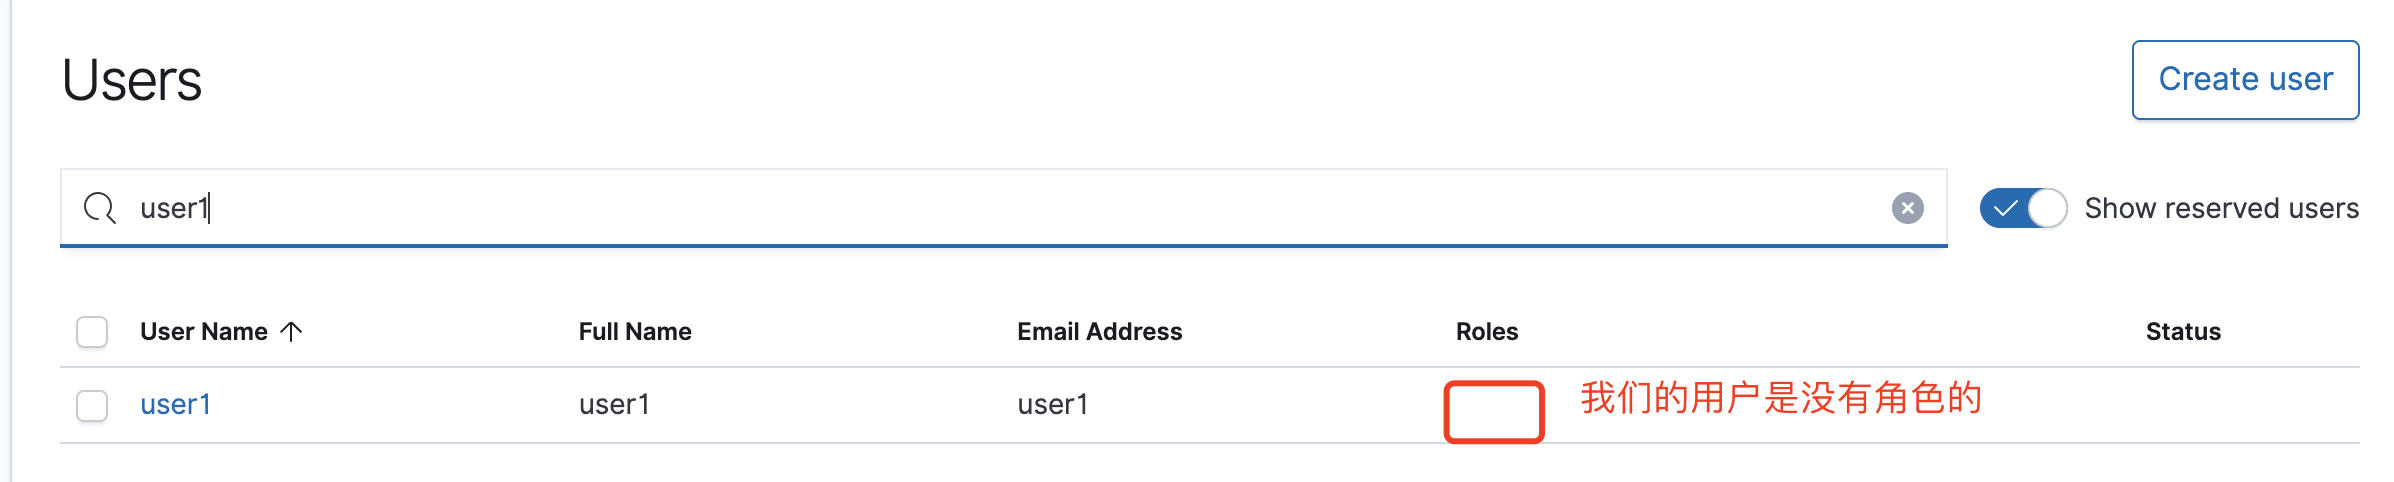 Users
Create user
user1
Show reserved users
User Name Full Name Email Address Roles Status
user1 user1 user1 我们的用户是没有角色的